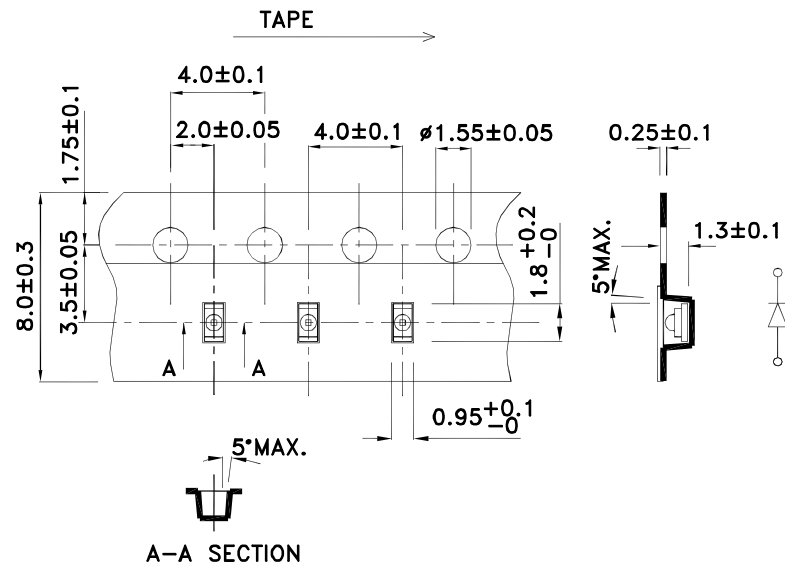 TAPE
4.0±0.1
1.75±0.1
2.0±0.05
4.0±0.1
ø1.55±0.05
0.25±0.1
8.0±0.3
3.5±0.05
1.8+0.2
-0
5°MAX.
1.3±0.1
A
A
0.95+0.1
-0
5°MAX.
A-A SECTION